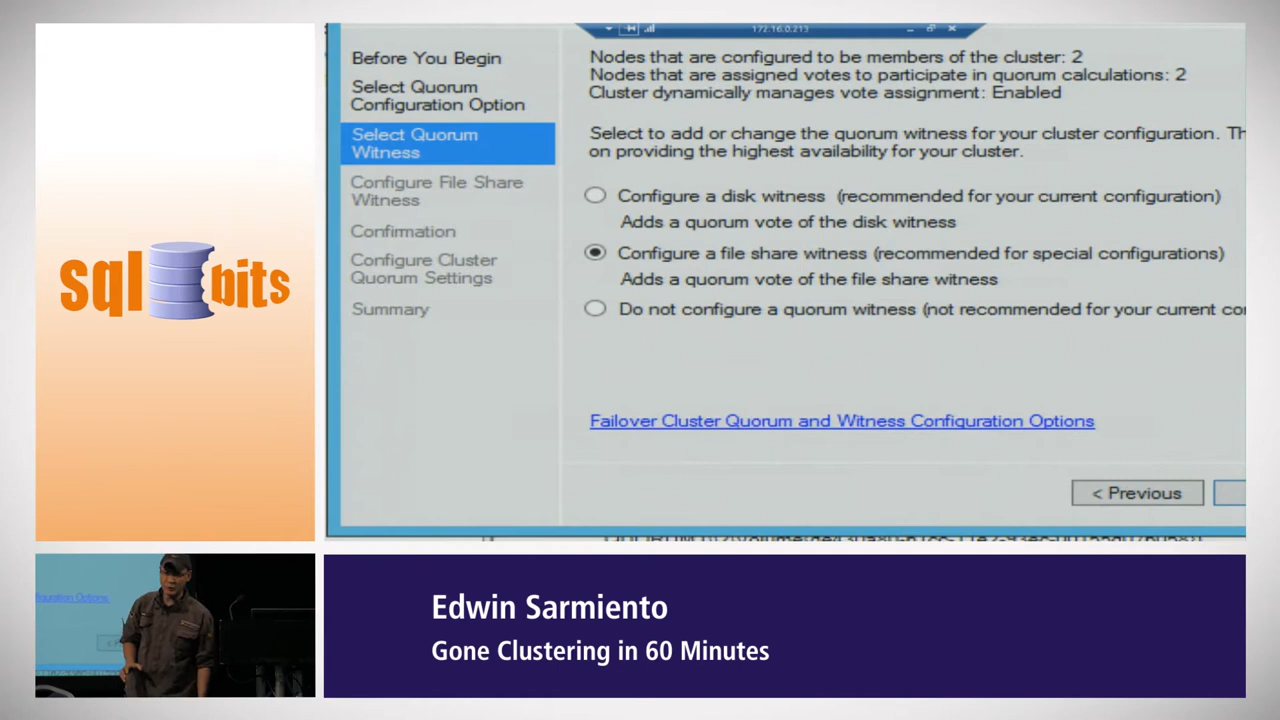 sql bits
172.16.0.213
Before You Begin
Select Quorum
Configuration Option
Select Quorum
Witness
Configure File Share
Witness
Confirmation
Configure Cluster
Quorum Settings
Summary
Nodes that are configured to be members of the cluster: 2
Nodes that are assigned votes to participate in quorum calculations: 2
Cluster dynamically manages vote assignment: Enabled
Select to add or change the quorum witness for your cluster configuration. Th
on providing the highest availability for your cluster.
Configure a disk witness (recommended for your current configuration)
Adds a quorum vote of the disk witness
Configure a file share witness (recommended for special configurations)
Adds a quorum vote of the file share witness
Do not configure a quorum witness (not recommended for your current co
Failover Cluster Quorum and Witness Configuration Options
< Previous
guration Options
Edwin Sarmiento
Gone Clustering in 60 Minutes